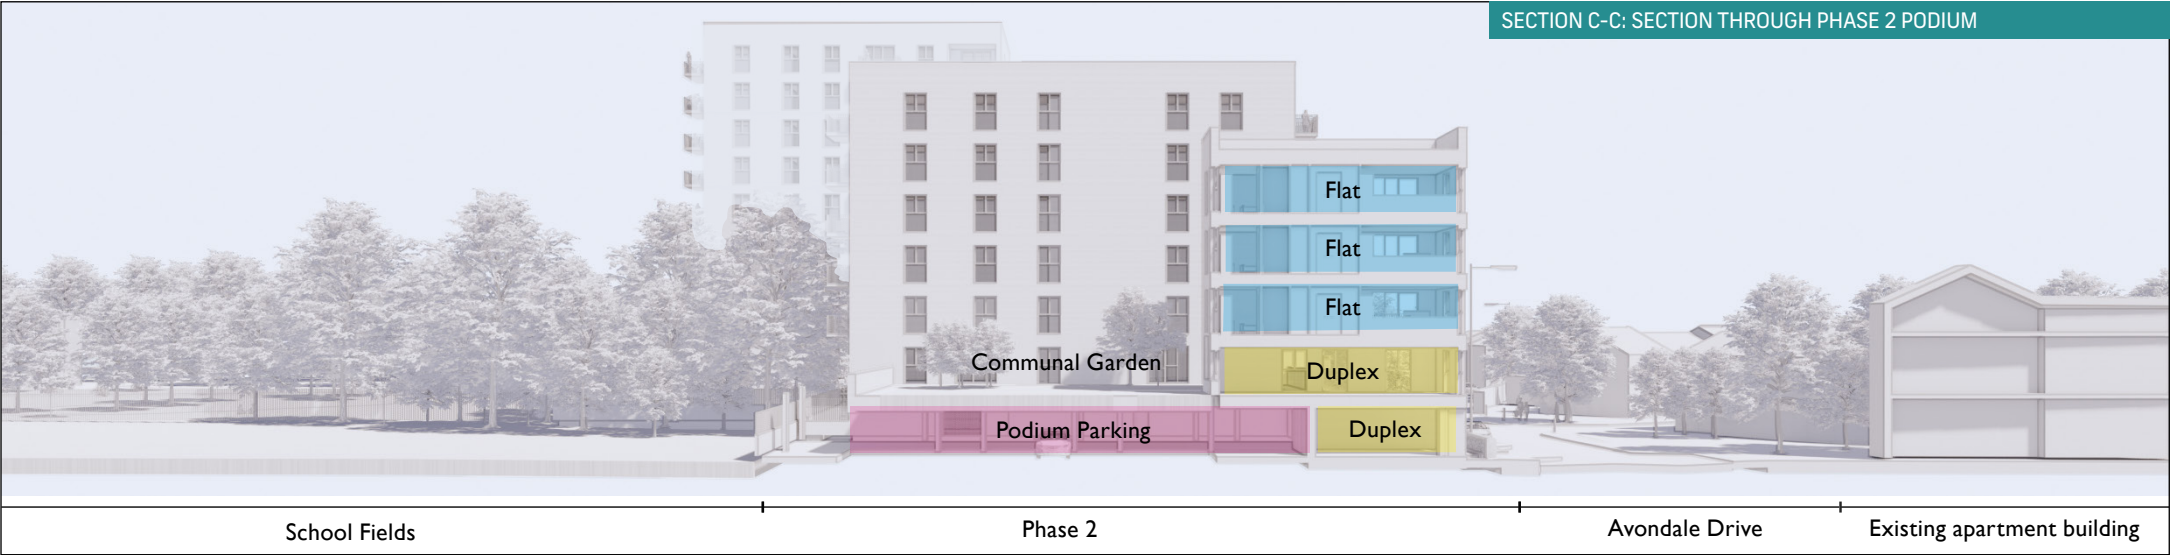 SECTION C-C: SECTION THROUGH PHASE 2 PODIUM
Flat
Flat
Flat
Communal Garden
Duplex
Podium Parking
Duplex
School Fields
Phase 2
Avondale Drive
Existing apartment building